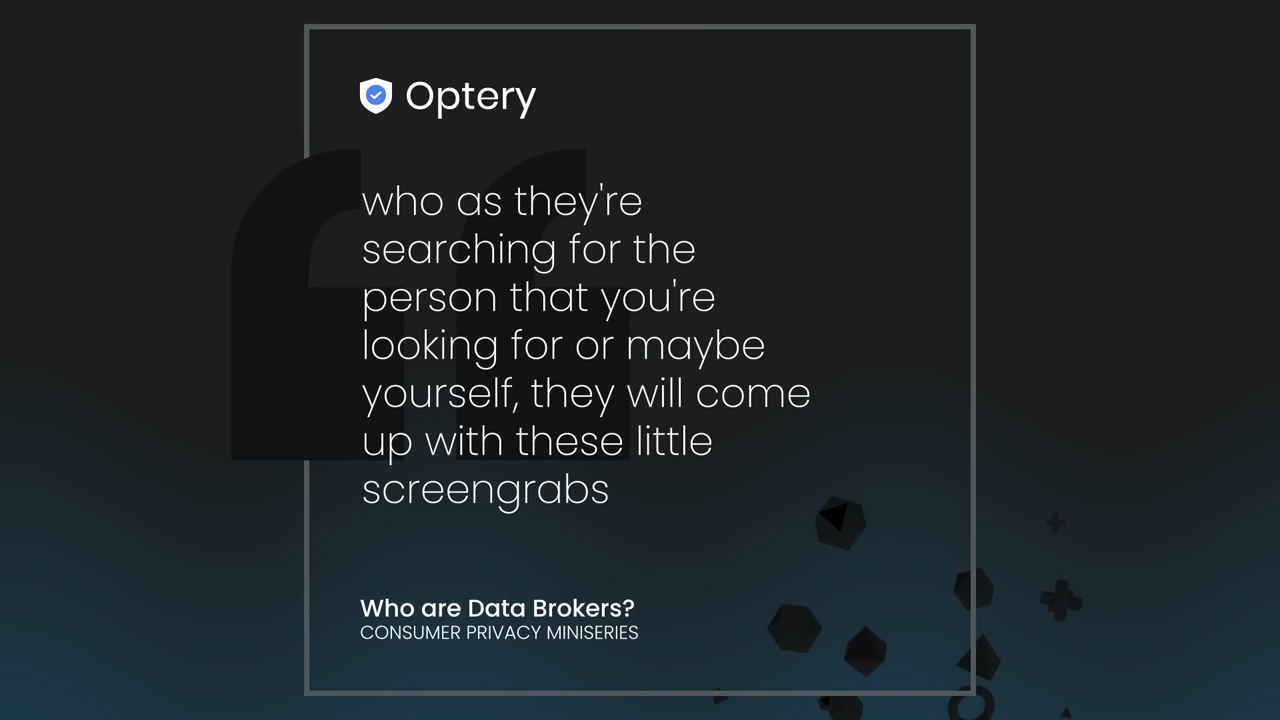 Optery
who as they're
searching for the
person that you're
looking for or maybe
yourself, they will come
up with these little
screengrabs
Who are Data Brokers?
CONSUMER PRIVACY MINISERIES